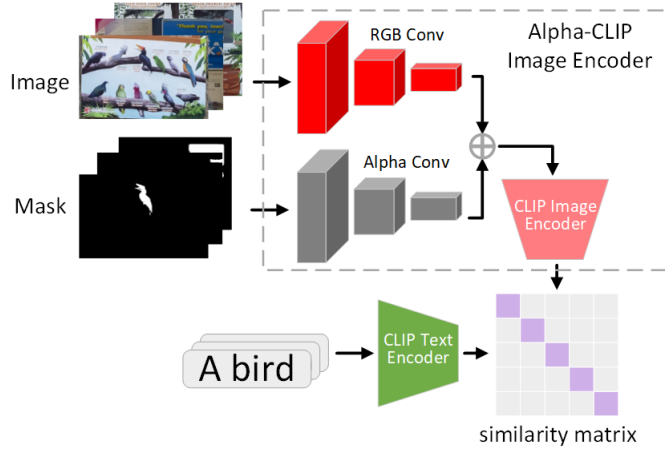 Image
RGB Conv
Alpha-CLIP
Image Encoder
Mask
Alpha Conv
CLIP Image
Encoder
A bird
CLIP Text
Encoder
similarity matrix